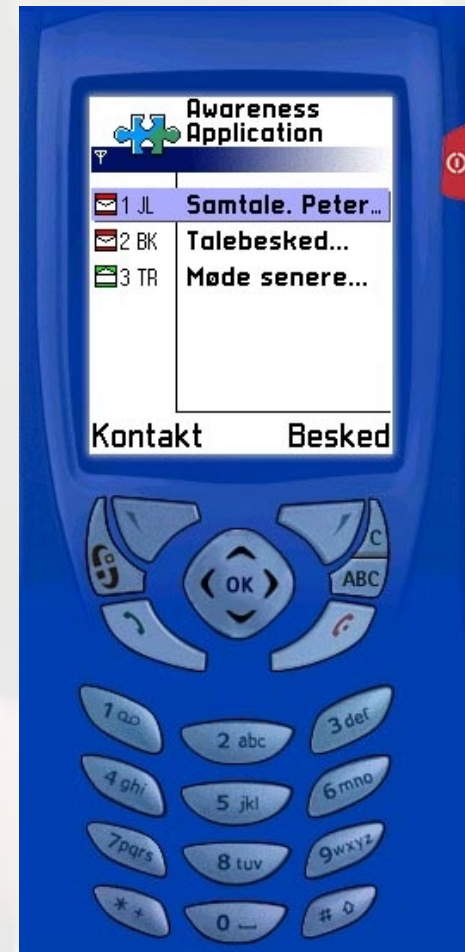 Awareness
Application
1 JL Samtale. Peter...
2 BK Talebesked...
3 TR Møde senere...
Kontakt Besked
C
OK ABC
1 2 abc 3 def
4 ghi 5 jkl 6 mno
7pqrs 8 tuv 9wxyz
* + 0 #